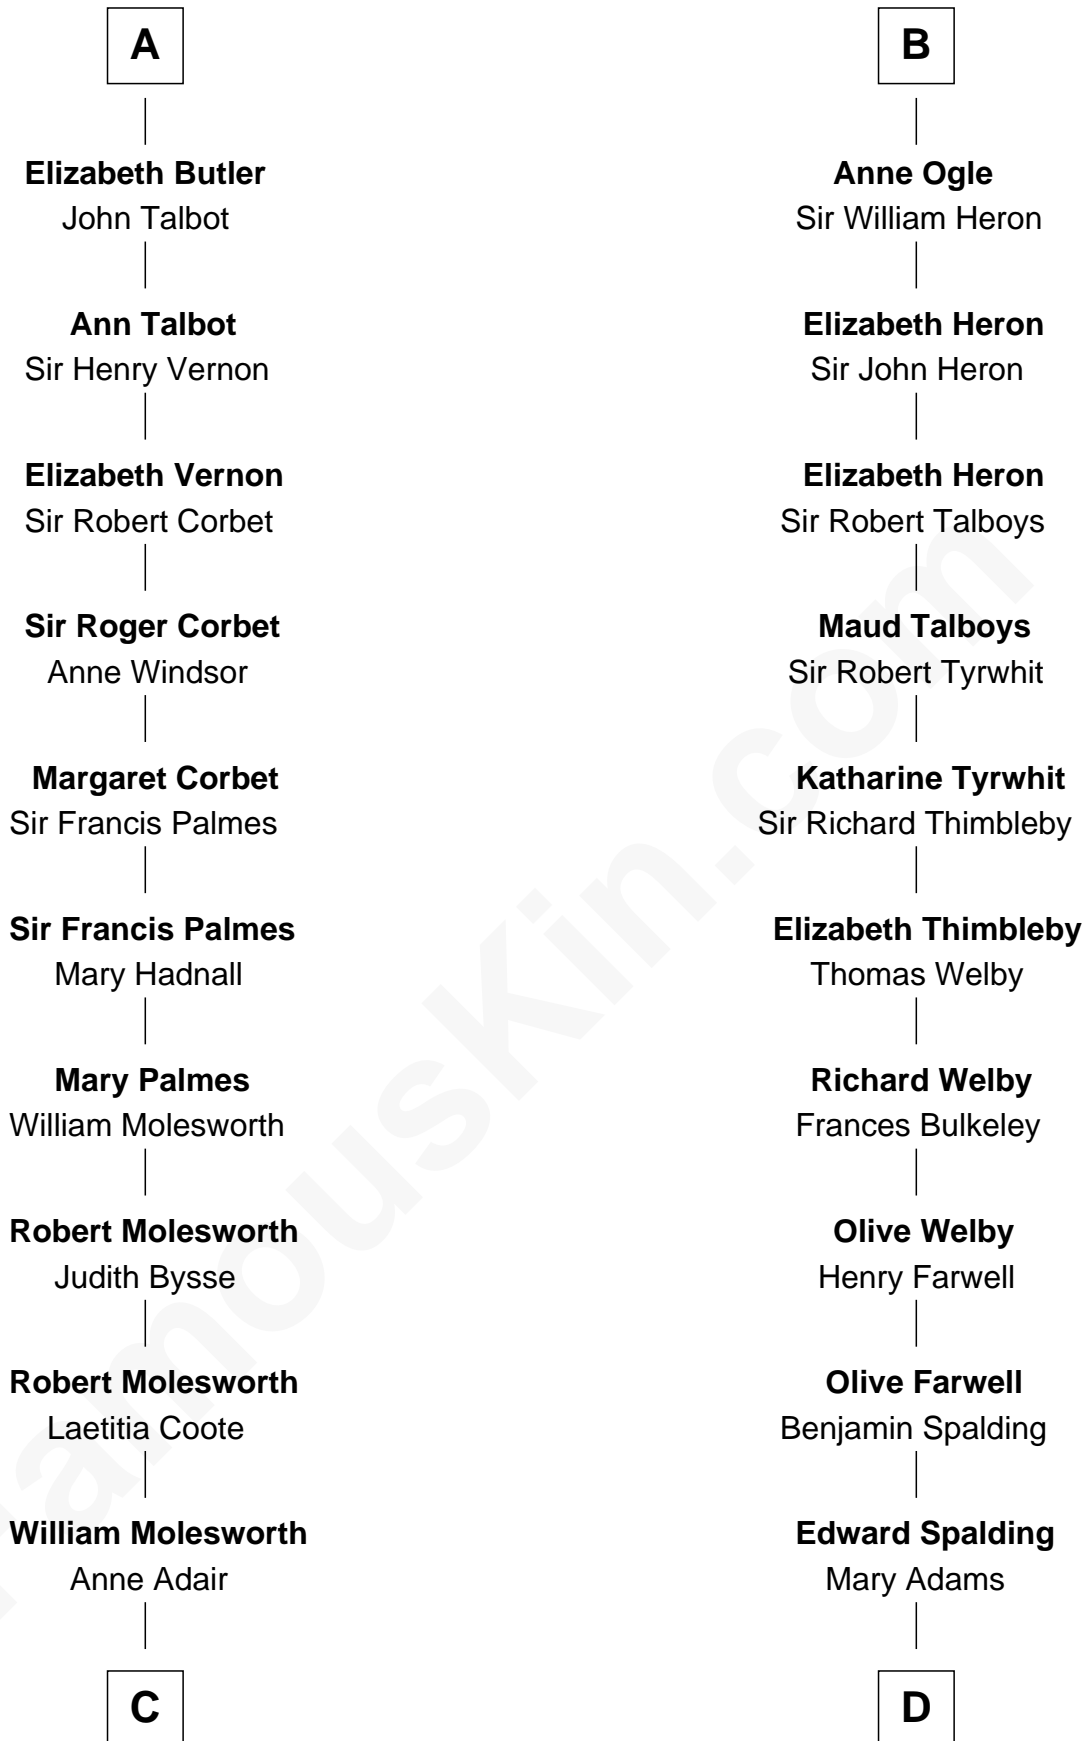 A
Elizabeth Butler
John Talbot
Ann Talbot
Sir Henry Vernon
Elizabeth Vernon
Sir Robert Corbet
Sir Roger Corbet
Anne Windsor
Margaret Corbet
Sir Francis Palmes
Sir Francis Palmes
Mary Hadnall
Mary Palmes
William Molesworth
Robert Molesworth
Judith Bysse
Robert Molesworth
Laetitia Coote
William Molesworth
Anne Adair
C
B
Anne Ogle
Sir William Heron
Elizabeth Heron
Sir John Heron
Elizabeth Heron
Sir Robert Talboys
Maud Talboys
Sir Robert Tyrwhit
Katharine Tyrwhit
Sir Richard Thimbleby
Elizabeth Thimbleby
Thomas Welby
Richard Welby
Frances Bulkeley
Olive Welby
Henry Farwell
Olive Farwell
Benjamin Spalding
Edward Spalding
Mary Adams
D
FamousKin.com